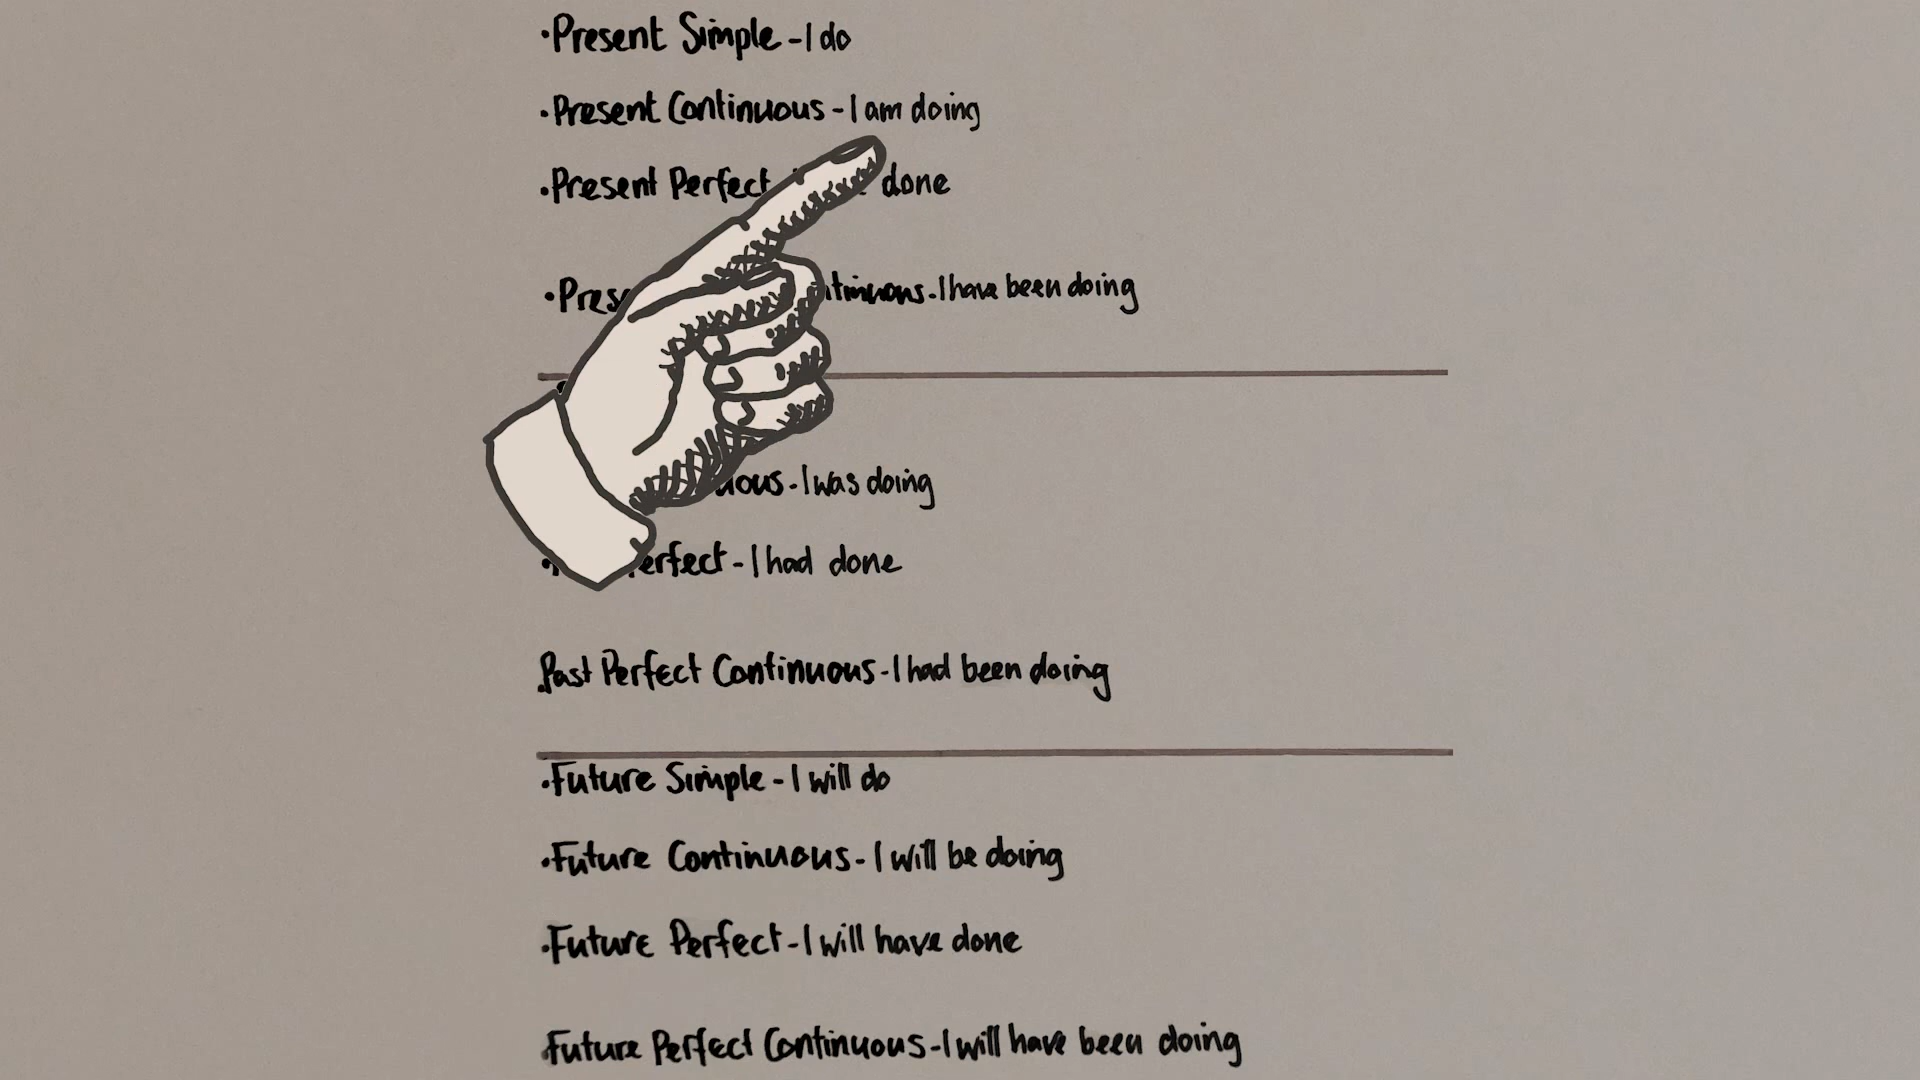 ·Present Simple - I do
·Present Continuous - I am doing
·Present Perfect done
· - I have been doing
- I was doing
- I had done
·Past Perfect Continuous - I had been doing
·Future Simple - I will do
·Future Continuous - I will be doing
·Future Perfect - I will have done
·Future Perfect Continuous - I will have been doing